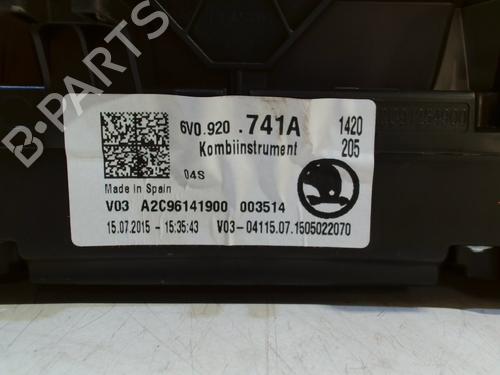 B-PARTS
6V0.920 .741A 1420
Kombiinstrument 205
04S
Made in Spain
V03 A2C96141900 003514
15.07.2015 - 15:35:43 V03-04115.07.1505022070